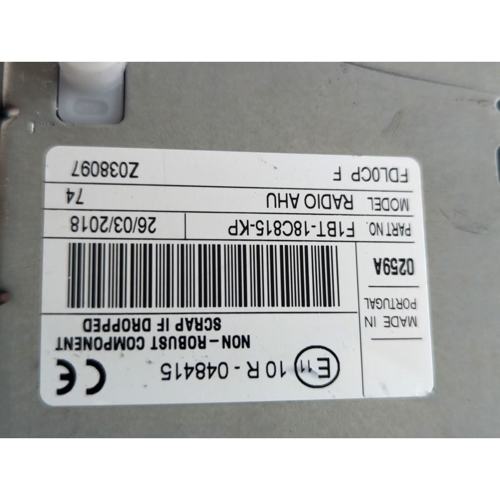 E11 10 R - 048415 CE
NON - ROBUST COMPONENT
SCRAP IF DROPPED
MADE IN
PORTUGAL
0259A
PART NO. F1BT-18C815-KP 26/03/2018
MODEL RADIO AHU 74
FDL0CP F Z038097